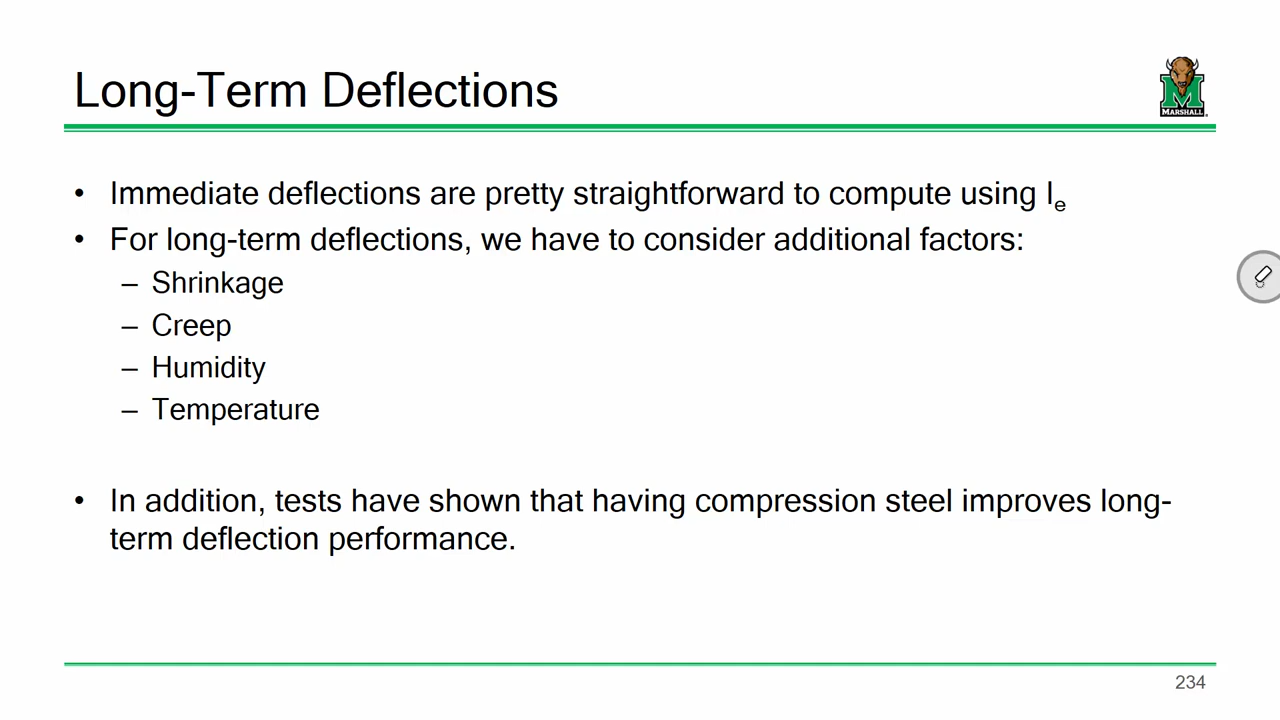 Long-Term Deflections
MARSHALL
• Immediate deflections are pretty straightforward to compute using Ie
• For long-term deflections, we have to consider additional factors:
– Shrinkage
– Creep
– Humidity
– Temperature
• In addition, tests have shown that having compression steel improves long-
term deflection performance.
234